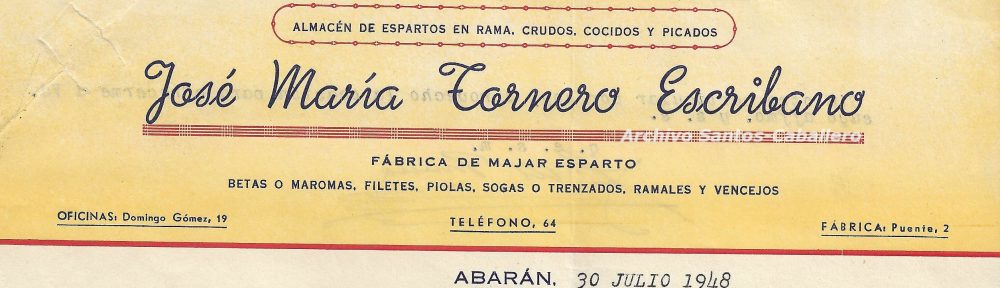 ALMACÉN DE ESPARTOS EN RAMA, CRUDOS, COCIDOS Y PICADOS
José María Tornero Escribano
Archivo Santos-Caballero
FÁBRICA DE MAJAR ESPARTO
BETAS O MAROMAS, FILETES, PIOLAS, SOGAS O TRENZADOS, RAMALES Y VENCEJOS
OFICINAS: Domingo Gómez, 19
TELÉFONO, 64
FÁBRICA: Puente, 2
ABARÁN, 30 JULIO 1948